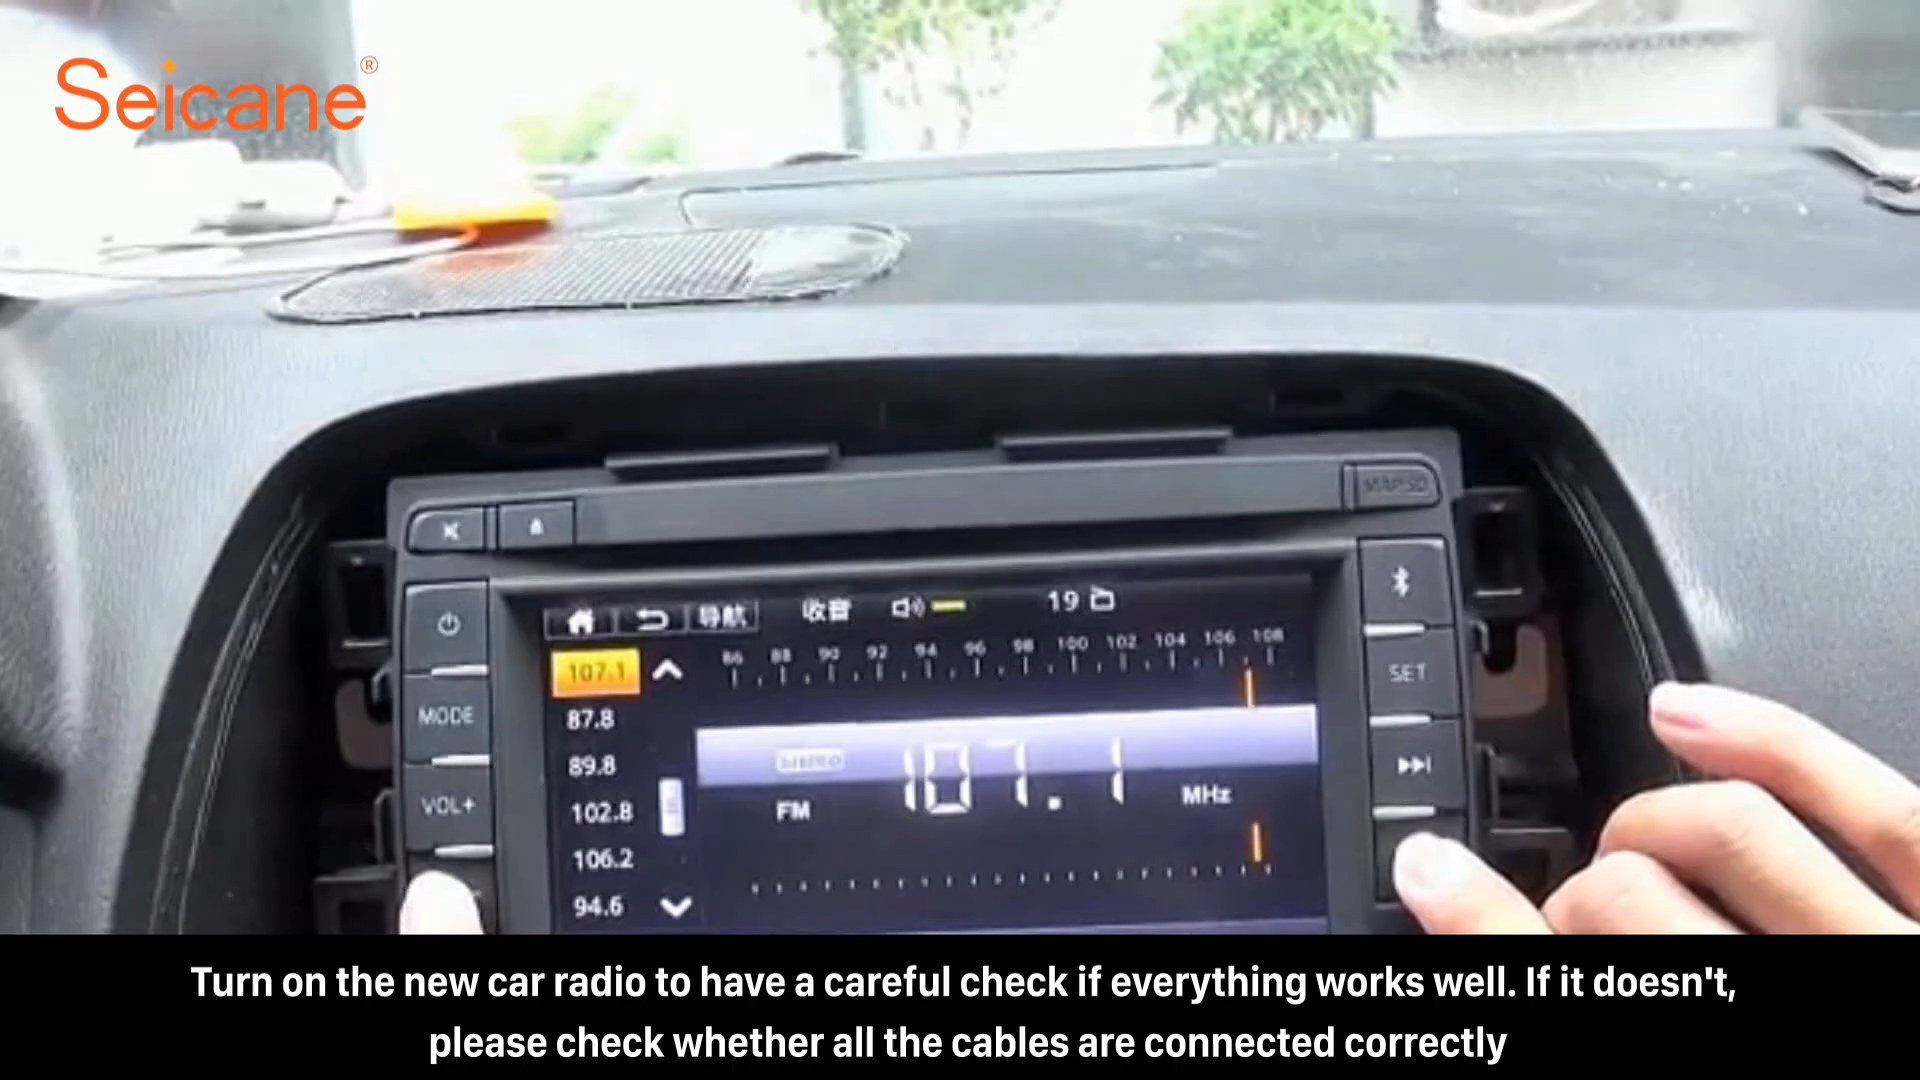 Seicane®
MAP SD
MODE
VOL+
SET
导航
收音
19
86 88 90 92 94 96 98 100 102 104 106 108
107.1
87.8
89.8
102.8
106.2
94.6
STEREO
FM
107.1
MHz
Turn on the new car radio to have a careful check if everything works well. If it doesn't,
please check whether all the cables are connected correctly